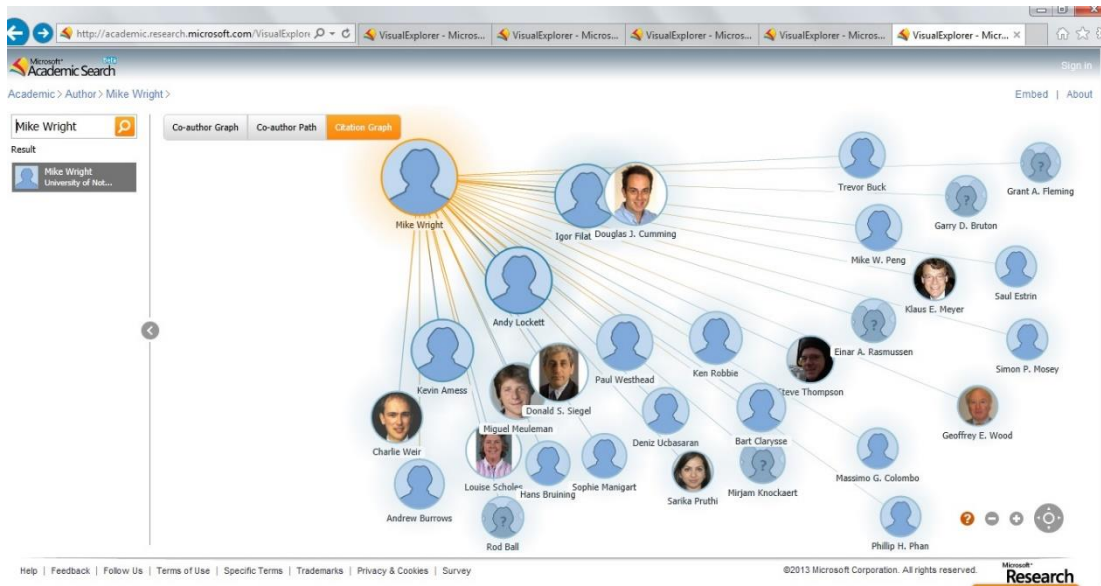 http://academic.research.microsoft.com/VisualExplor
VisualExplorer - Micros...
VisualExplorer - Micros...
VisualExplorer - Micros...
VisualExplorer - Micros...
VisualExplorer - Micr...
Microsoft®
Academic Search Beta
Sign in
Academic > Author > Mike Wright >
Embed | About
Mike Wright
Result
Mike Wright
University of Not...
Co-author Graph
Co-author Path
Citation Graph
Mike Wright
Igor Filat
Douglas J. Cumming
Trevor Buck
Grant A. Fleming
Garry D. Bruton
Mike W. Peng
Saul Estrin
Klaus E. Meyer
Andy Lockett
Einar A. Rasmussen
Simon P. Mosey
Kevin Amess
Paul Westhead
Ken Robbie
Steve Thompson
Donald S. Siegel
Miguel Meuleman
Deniz Ucbasaran
Bart Clarysse
Geoffrey E. Wood
Charlie Weir
Louise Scholes
Hans Bruining
Sophie Manigart
Sarika Pruthi
Mirjam Knockaert
Massimo G. Colombo
Andrew Burrows
Rod Ball
Phillip H. Phan
Help | Feedback | Follow Us | Terms of Use | Specific Terms | Trademarks | Privacy & Cookies | Survey
©2013 Microsoft Corporation. All rights reserved.
Microsoft®
Research